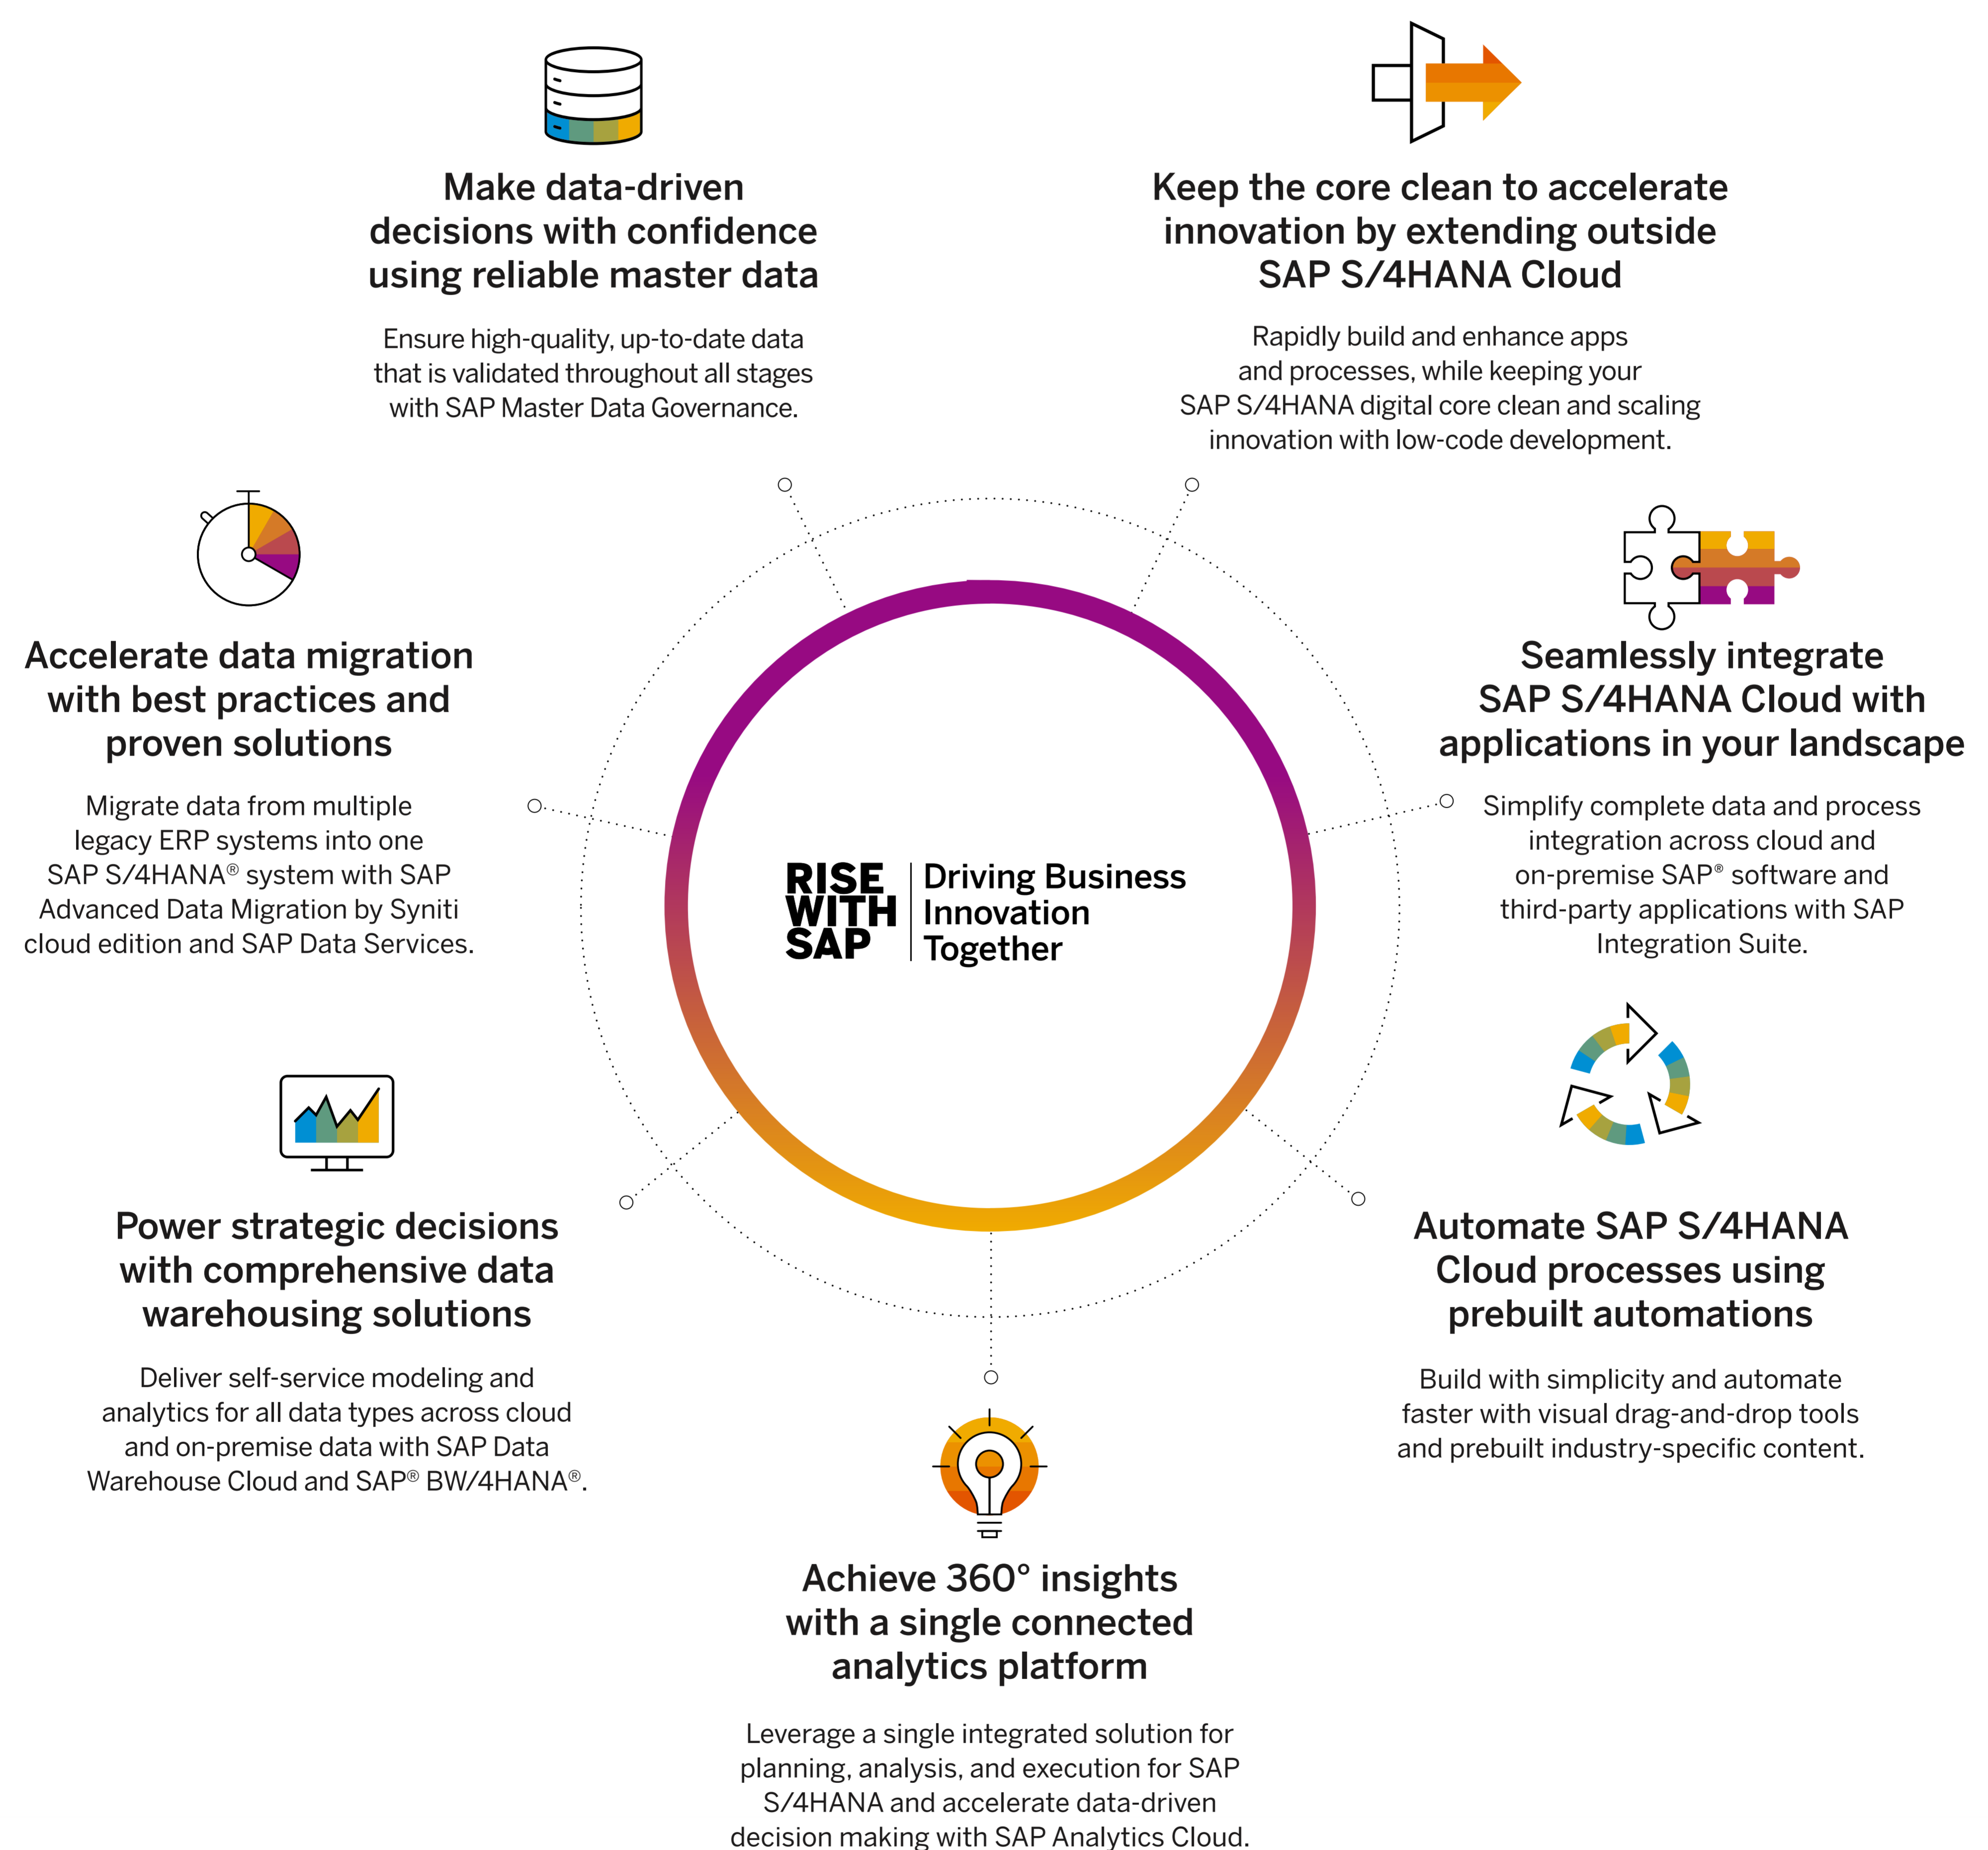 Make data-driven
decisions with confidence
using reliable master data
Ensure high-quality, up-to-date data
that is validated throughout all stages
with SAP Master Data Governance.
Keep the core clean to accelerate
innovation by extending outside
SAP S/4HANA Cloud
Rapidly build and enhance apps
and processes, while keeping your
SAP S/4HANA digital core clean and scaling
innovation with low-code development.
Accelerate data migration
with best practices and
proven solutions
Migrate data from multiple
legacy ERP systems into one
SAP S/4HANA® system with SAP
Advanced Data Migration by Syniti
cloud edition and SAP Data Services.
Seamlessly integrate
SAP S/4HANA Cloud with
applications in your landscape
Simplify complete data and process
integration across cloud and
on-premise SAP® software and
third-party applications with SAP
Integration Suite.
RISE
WITH
SAP
Driving Business
Innovation
Together
Power strategic decisions
with comprehensive data
warehousing solutions
Deliver self-service modeling and
analytics for all data types across cloud
and on-premise data with SAP Data
Warehouse Cloud and SAP® BW/4HANA®.
Automate SAP S/4HANA
Cloud processes using
prebuilt automations
Build with simplicity and automate
faster with visual drag-and-drop tools
and prebuilt industry-specific content.
Achieve 360° insights
with a single connected
analytics platform
Leverage a single integrated solution for
planning, analysis, and execution for SAP
S/4HANA and accelerate data-driven
decision making with SAP Analytics Cloud.